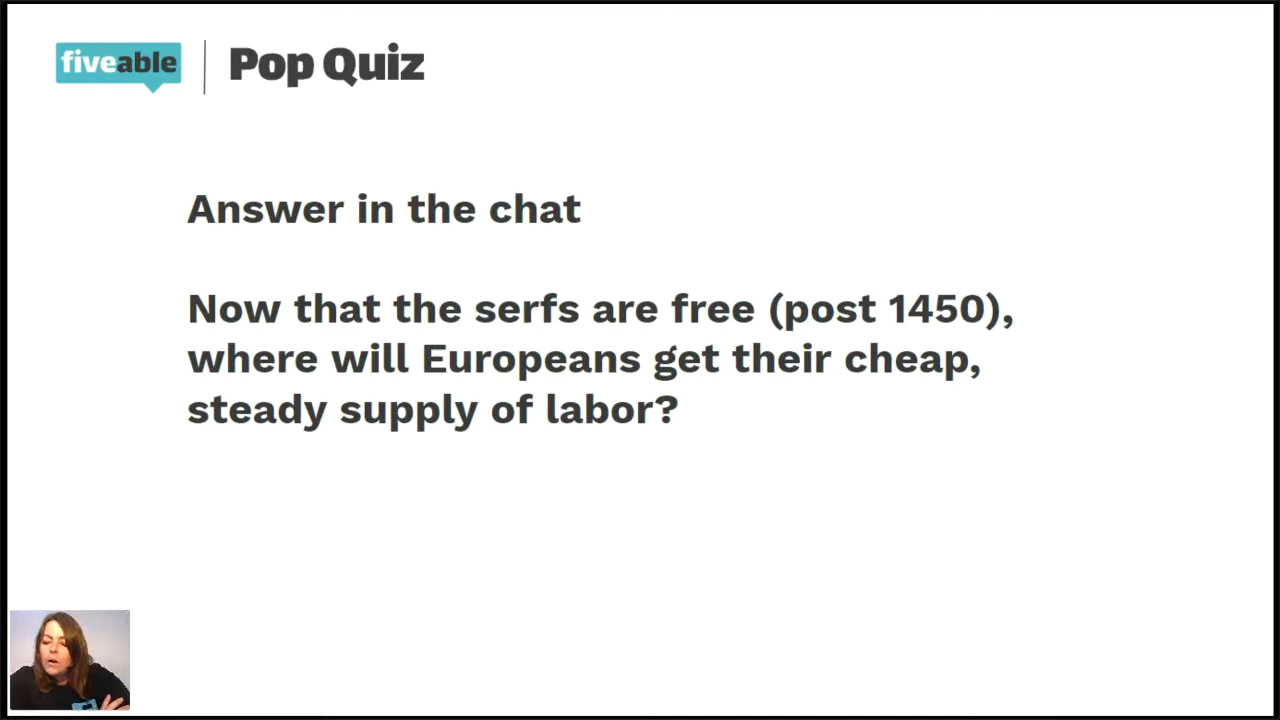 fiveable
Pop Quiz
Answer in the chat
Now that the serfs are free (post 1450),
where will Europeans get their cheap,
steady supply of labor?